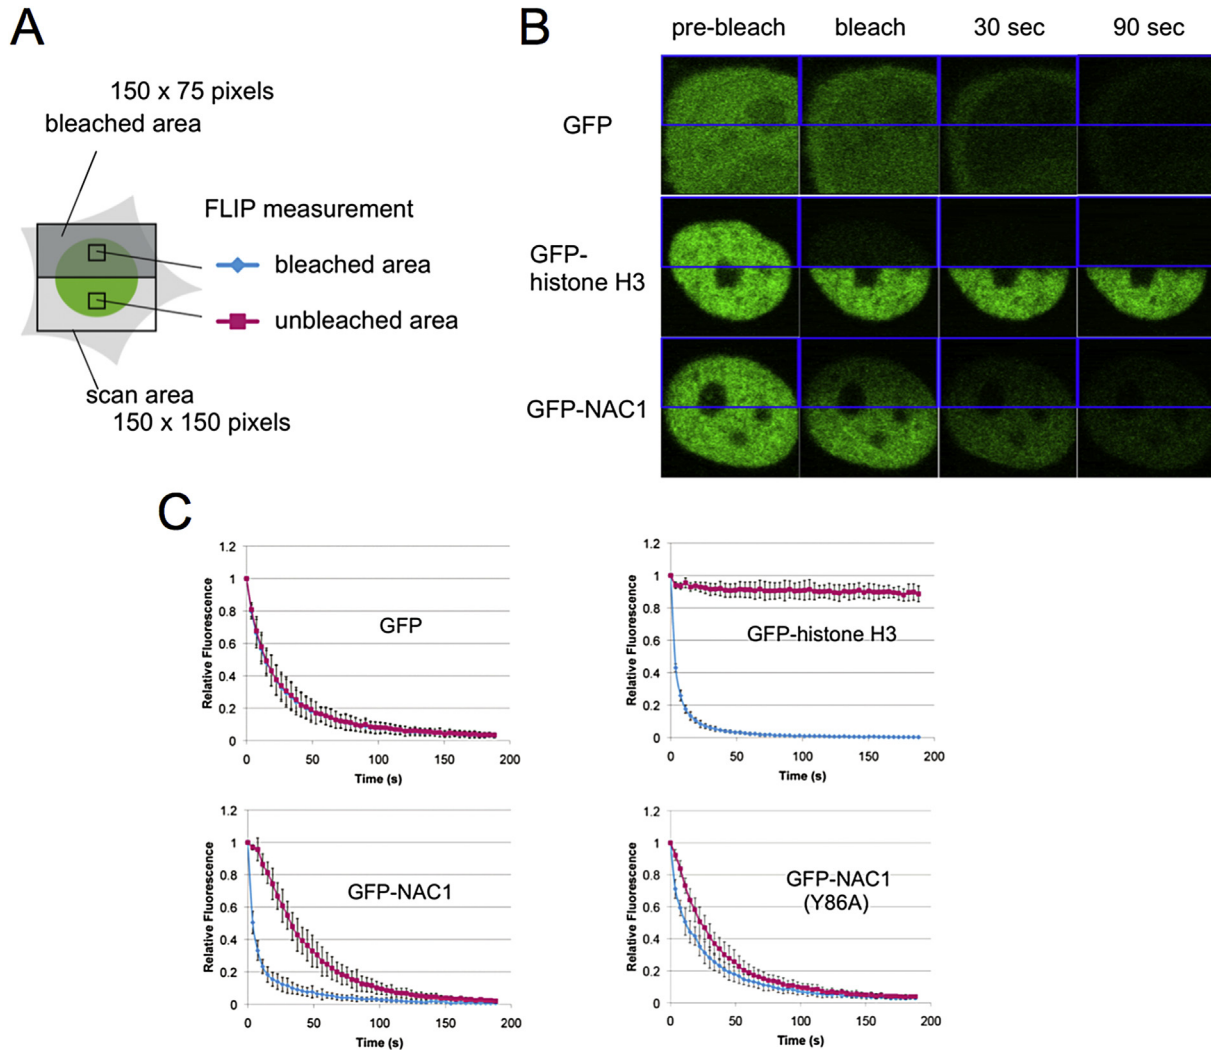 A
150 x 75 pixels
bleached area
FLIP measurement
bleached area
unbleached area
scan area
150 x 150 pixels
B
pre-bleach bleach 30 sec 90 sec
GFP
GFP-
histone H3
GFP-NAC1
C
1.2
1
0.8
0.6
0.4
0.2
0
Relative Fluorescence
GFP
0 50 100 150 200
Time (s)
1.2
1
0.8
0.6
0.4
0.2
0
Relative Fluorescence
GFP-histone H3
0 50 100 150 200
Time (s)
1.2
1
0.8
0.6
0.4
0.2
0
Relative Fluorescence
GFP-NAC1
0 50 100 150 200
Time (s)
1.2
1
0.8
0.6
0.4
0.2
0
Relative Fluorescence
GFP-NAC1
(Y86A)
0 50 100 150 200
Time (s)